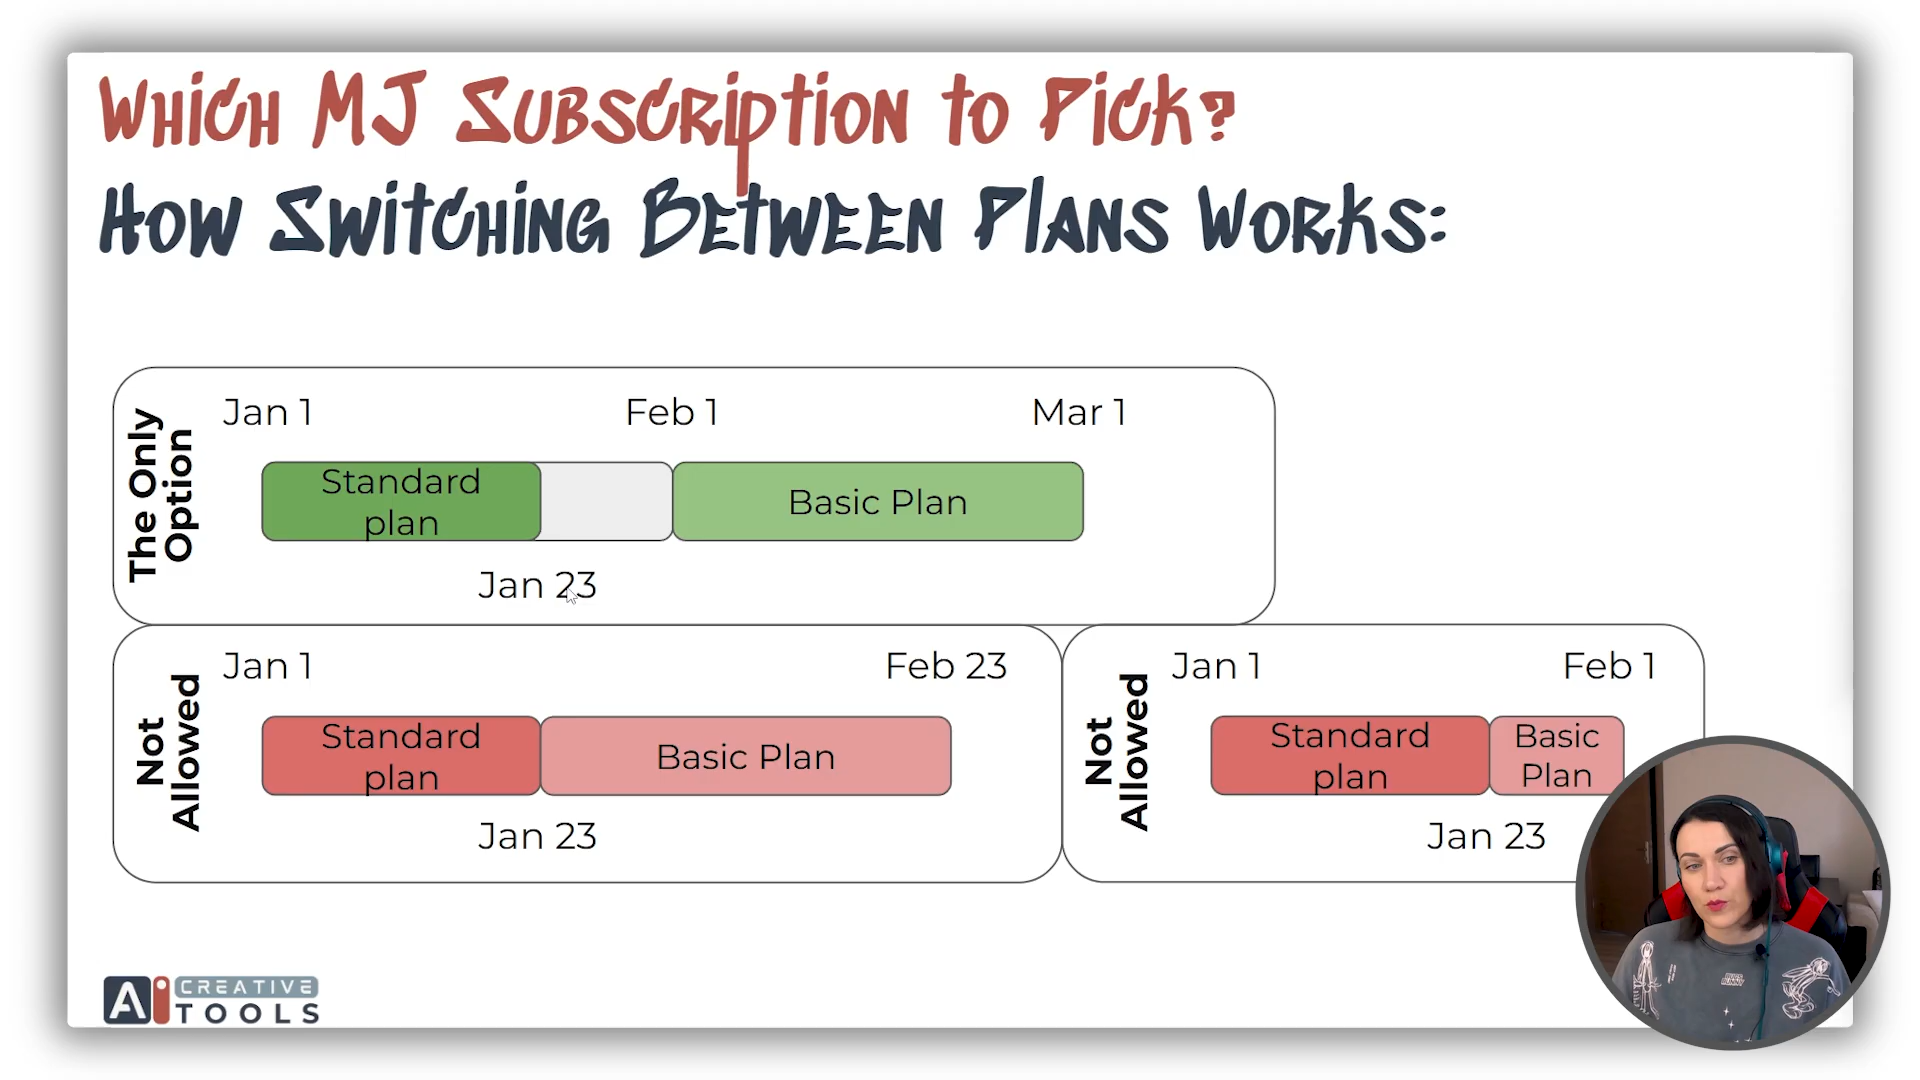 Which MJ Subscription to Pick?
How Switching Between Plans Works:
The Only
Option
Jan 1
Feb 1
Mar 1
Standard
plan
Basic Plan
Jan 23
Not
Allowed
Jan 1
Feb 23
Standard
plan
Basic Plan
Jan 23
Not
Allowed
Jan 1
Feb 1
Standard
plan
Basic
Plan
Jan 23
Ai CREATIVE
TOOLS